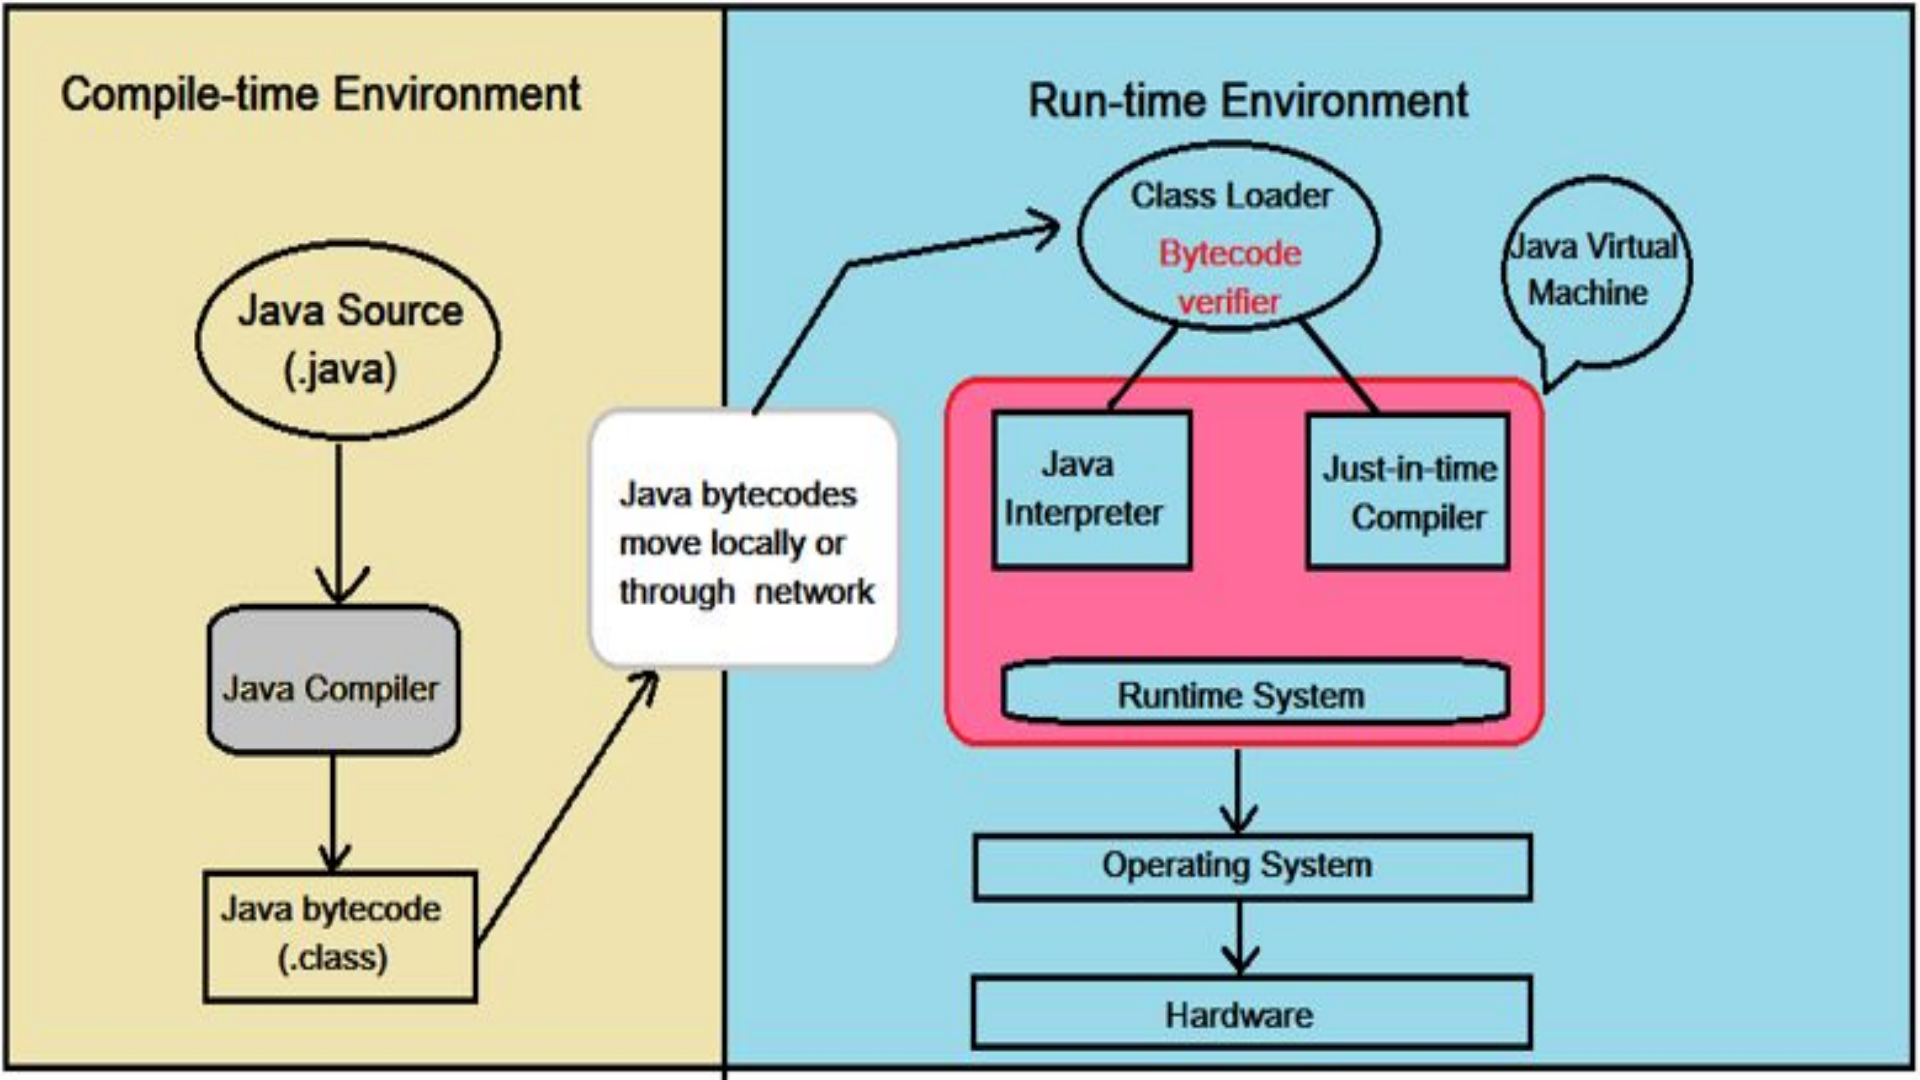 Compile-time Environment
Java Source
(.java)
Java Compiler
Java bytecode
(.class)
Java bytecodes
move locally or
through network
Run-time Environment
Class Loader
Bytecode
verifier
Java Virtual
Machine
Java
Interpreter
Just-in-time
Compiler
Runtime System
Operating System
Hardware